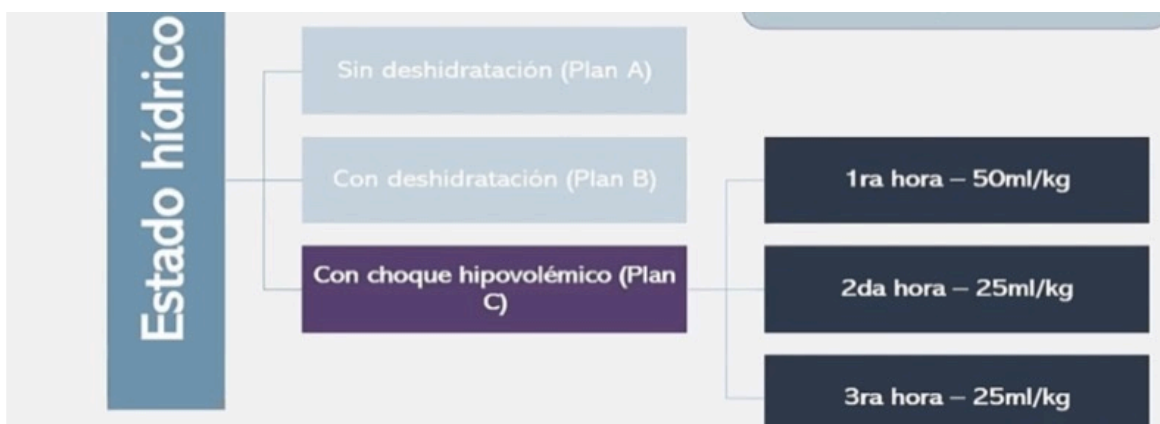 Estado hídrico
Sin deshidratación (Plan A)
Con deshidratación (Plan B)
Con choque hipovolémico (Plan
C)
1ra hora – 50ml/kg
2da hora – 25ml/kg
3ra hora – 25ml/kg